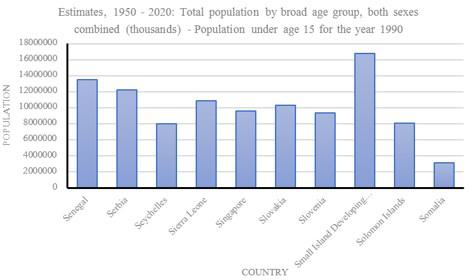 Estimates, 1950 - 2020: Total population by broad age group, both sexes
combined (thousands) - Population under age 15 for the year 1990
POPULATION
18000000
16000000
14000000
12000000
10000000
8000000
6000000
4000000
2000000
0
Senegal
Serbia
Seychelles
Sierra Leone
Singapore
Slovakia
Slovenia
Small Island Developing...
Solomon Islands
Somalia
COUNTRY